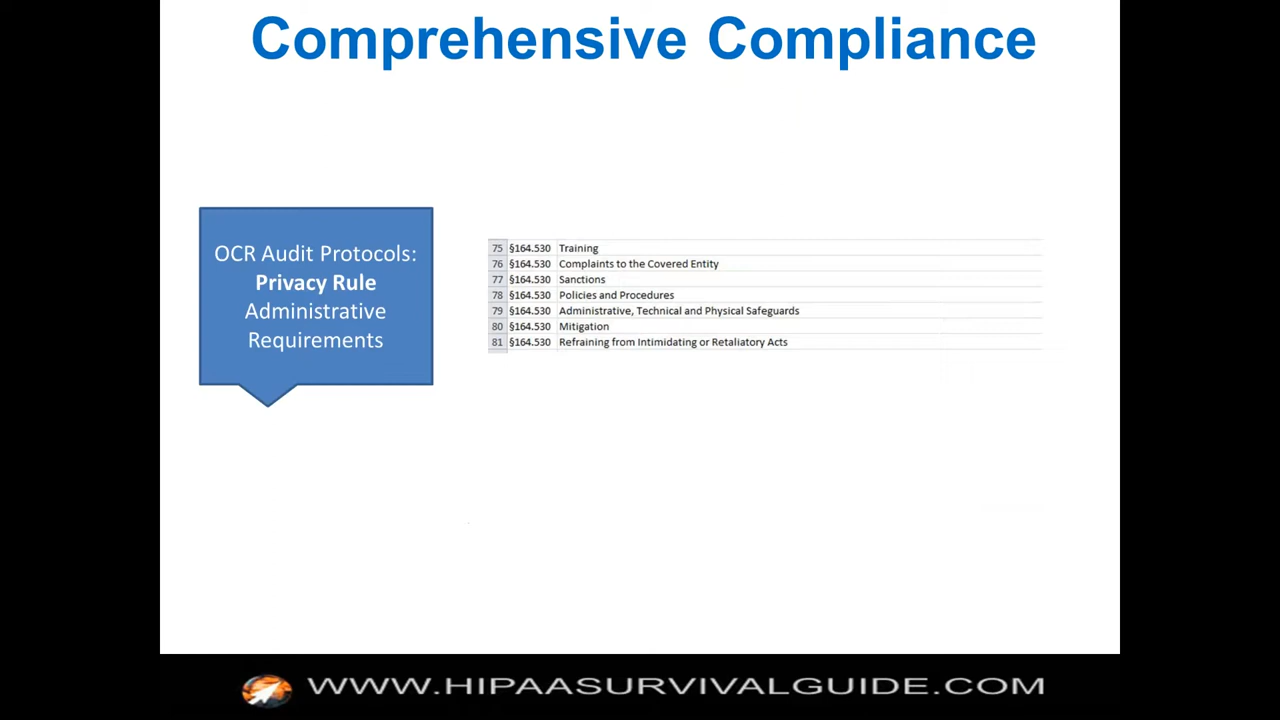 Comprehensive Compliance
OCR Audit Protocols:
Privacy Rule
Administrative
Requirements
75 §164.530 Training
76 §164.530 Complaints to the Covered Entity
77 §164.530 Sanctions
78 §164.530 Policies and Procedures
79 §164.530 Administrative, Technical and Physical Safeguards
80 §164.530 Mitigation
81 §164.530 Refraining from Intimidating or Retaliatory Acts
WWW.HIPAASURVIVALGUIDE.COM